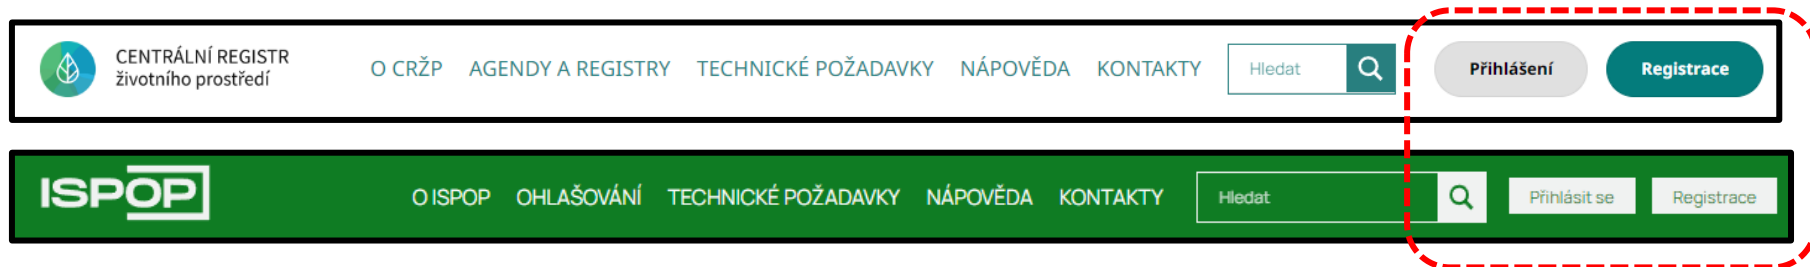 CENTRÁLNÍ REGISTR
životního prostředí
O CRŽP AGENDY A REGISTRY TECHNICKÉ POŽADAVKY NÁPOVĚDA KONTAKTY Hledat Přihlášení Registrace
ISPOP O ISPOP OHLAŠOVÁNÍ TECHNICKÉ POŽADAVKY NÁPOVĚDA KONTAKTY Hledat Přihlásit se Registrace